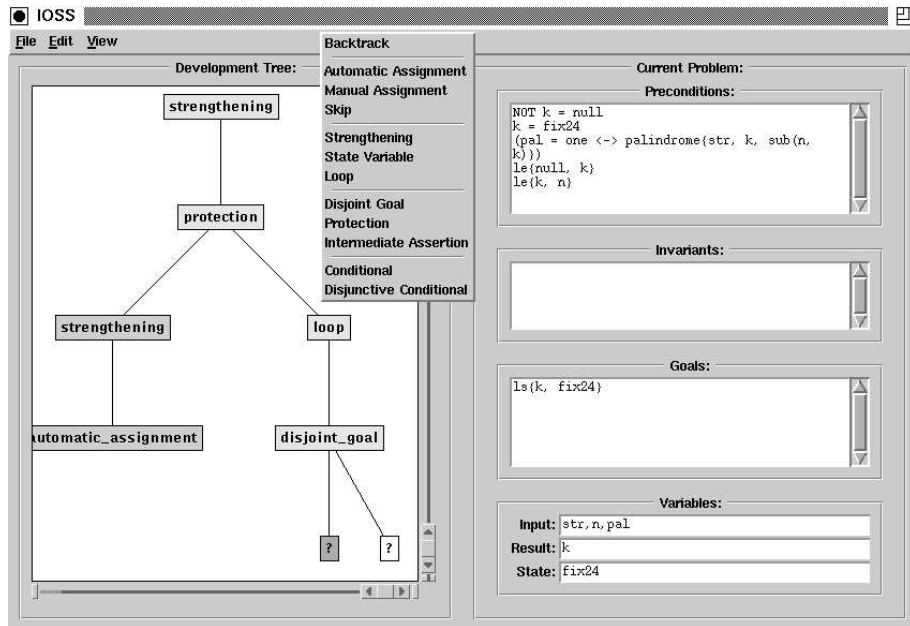 IOSS
File Edit View
Backtrack
Automatic Assignment
Manual Assignment
Skip
Strengthening
State Variable
Loop
Disjoint Goal
Protection
Intermediate Assertion
Conditional
Disjunctive Conditional
Development Tree:
strengthening
protection
strengthening
loop
automatic_assignment
disjoint_goal
?
?
Current Problem:
Preconditions:
NOT k = null
k = fix24
(pal = one <-> palindrome{str, k, sub(n,
k)})
le{null, k}
le{k, n}
Invariants:
Goals:
ls{k, fix24}
Variables:
Input: str,n,pal
Result: k
State: fix24